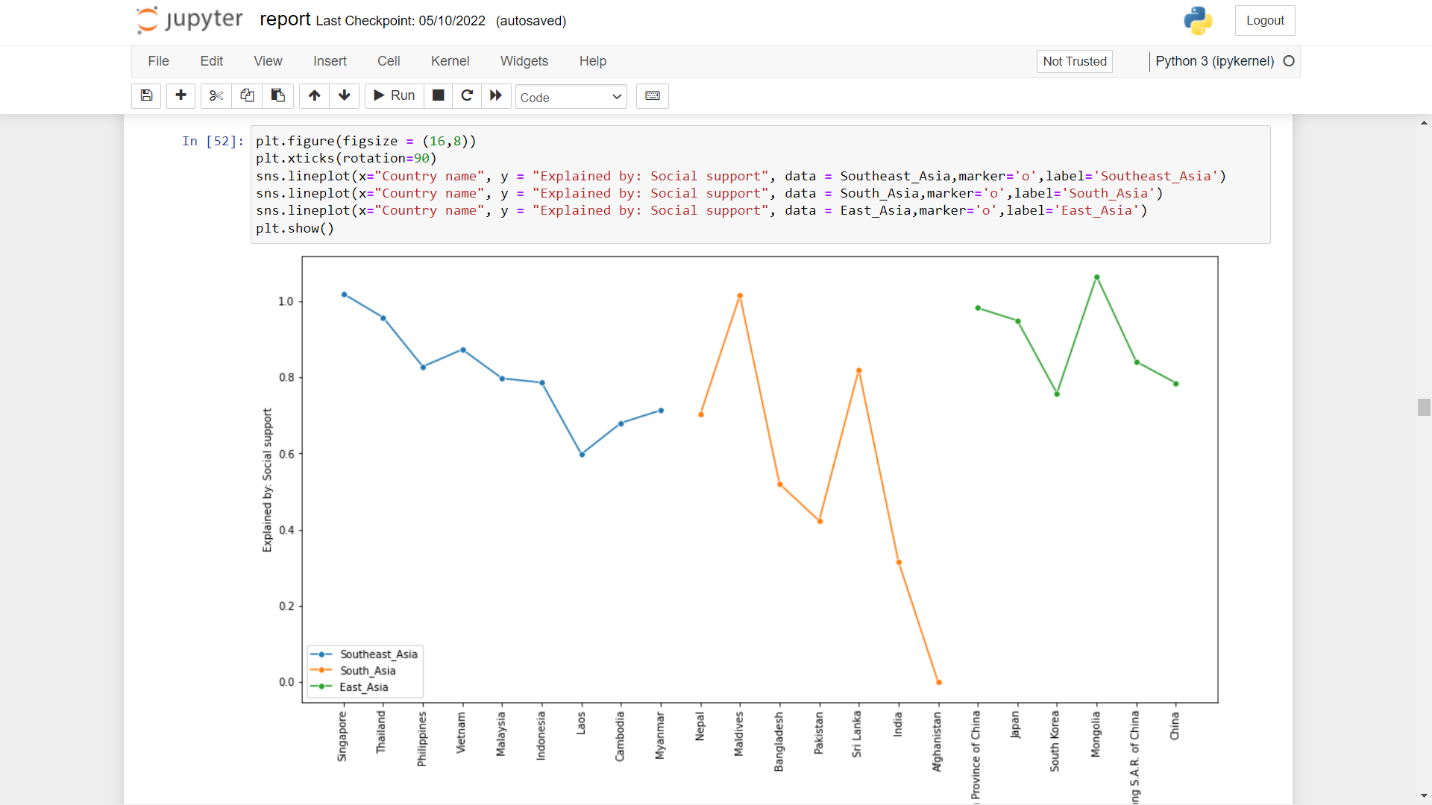 jupyter report Last Checkpoint: 05/10/2022 (autosaved)
Logout
File Edit View Insert Cell Kernel Widgets Help
Not Trusted
Python 3 (ipykernel)
Run
Code
In [52]:
plt.figure(figsize = (16,8))
plt.xticks(rotation=90)
sns.lineplot(x="Country name", y = "Explained by: Social support", data = Southeast_Asia,marker='o',label='Southeast_Asia')
sns.lineplot(x="Country name", y = "Explained by: Social support", data = South_Asia,marker='o',label='South_Asia')
sns.lineplot(x="Country name", y = "Explained by: Social support", data = East_Asia,marker='o',label='East_Asia')
plt.show()
Explained by: Social support
1.0
0.8
0.6
0.4
0.2
0.0
Southeast_Asia
South_Asia
East_Asia
Singapore
Thailand
Philippines
Vietnam
Malaysia
Indonesia
Laos
Cambodia
Myanmar
Nepal
Maldives
Bangladesh
Pakistan
Sri Lanka
India
Afghanistan
Province of China
Japan
South Korea
Mongolia
S.A.R. of China
China